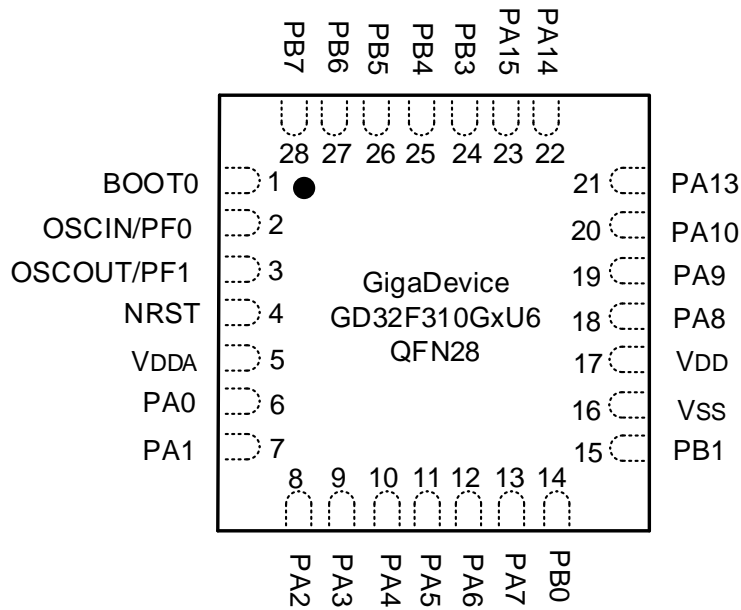 PB7 PB6 PB5 PB4 PB3 PA15 PA14
28 27 26 25 24 23 22
BOOT0 1 21 PA13
OSCIN/PF0 2 20 PA10
OSCOUT/PF1 3 19 PA9
NRST 4 18 PA8
VDDA 5 17 VDD
PA0 6 16 VSS
PA1 7 15 PB1
GigaDevice
GD32F310GxU6
QFN28
8 9 10 11 12 13 14
PA2 PA3 PA4 PA5 PA6 PA7 PB0